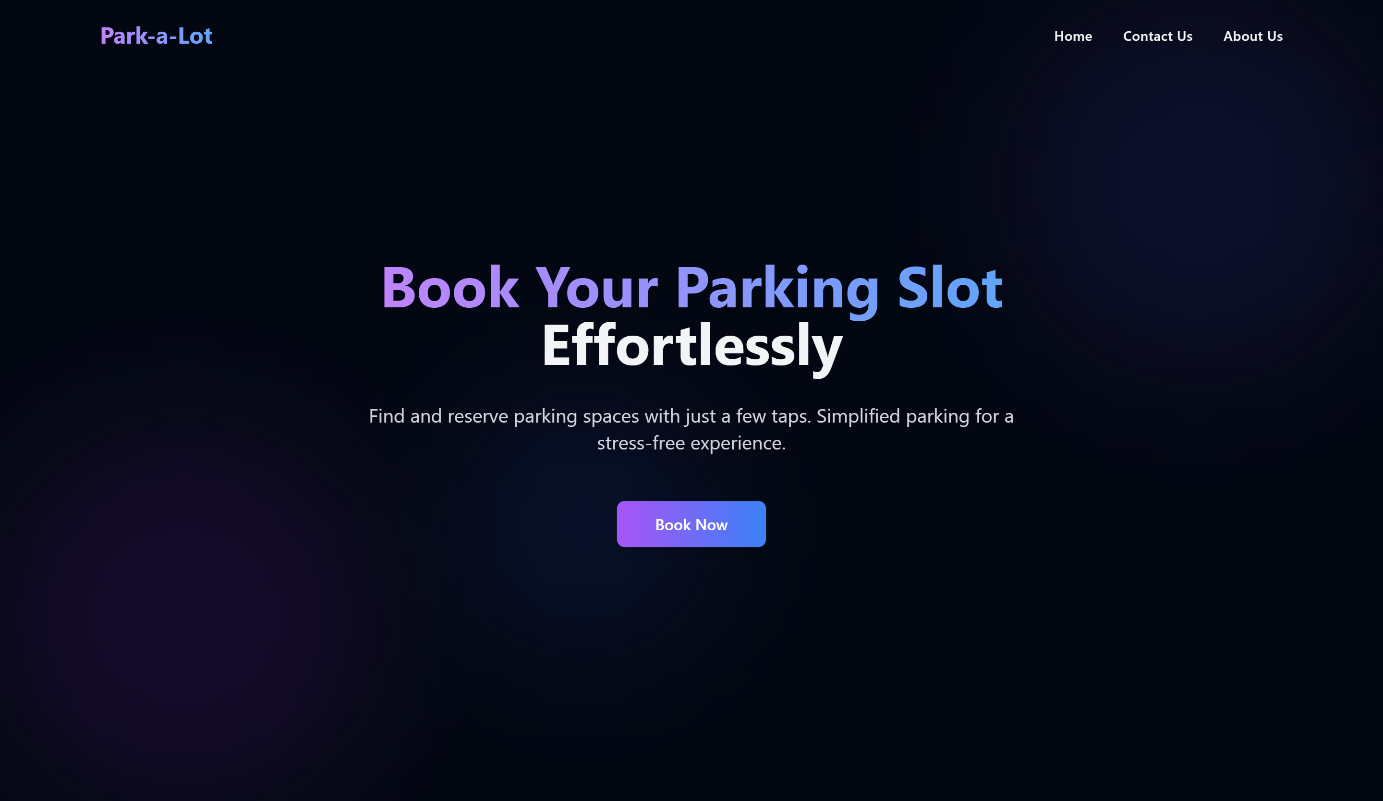 Park-a-Lot
Home
Contact Us
About Us
Book Your Parking Slot
Effortlessly
Find and reserve parking spaces with just a few taps. Simplified parking for a
stress-free experience.
Book Now